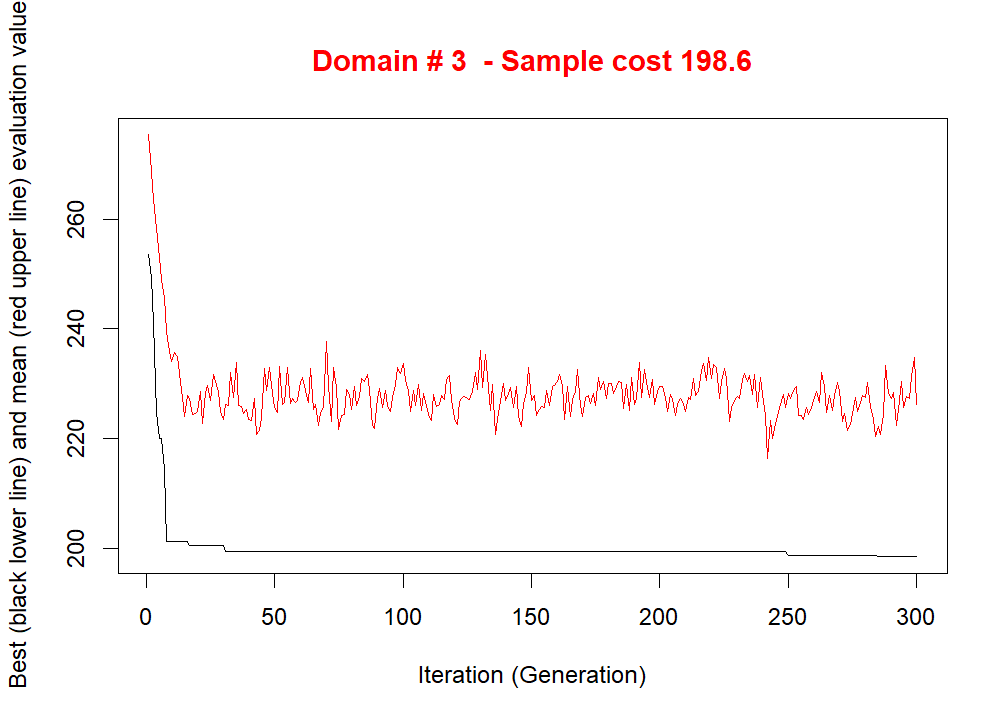 Domain # 3  - Sample cost 198.6
Best (black lower line) and mean (red upper line) evaluation value
260
240
220
200
0 50 100 150 200 250 300
Iteration (Generation)